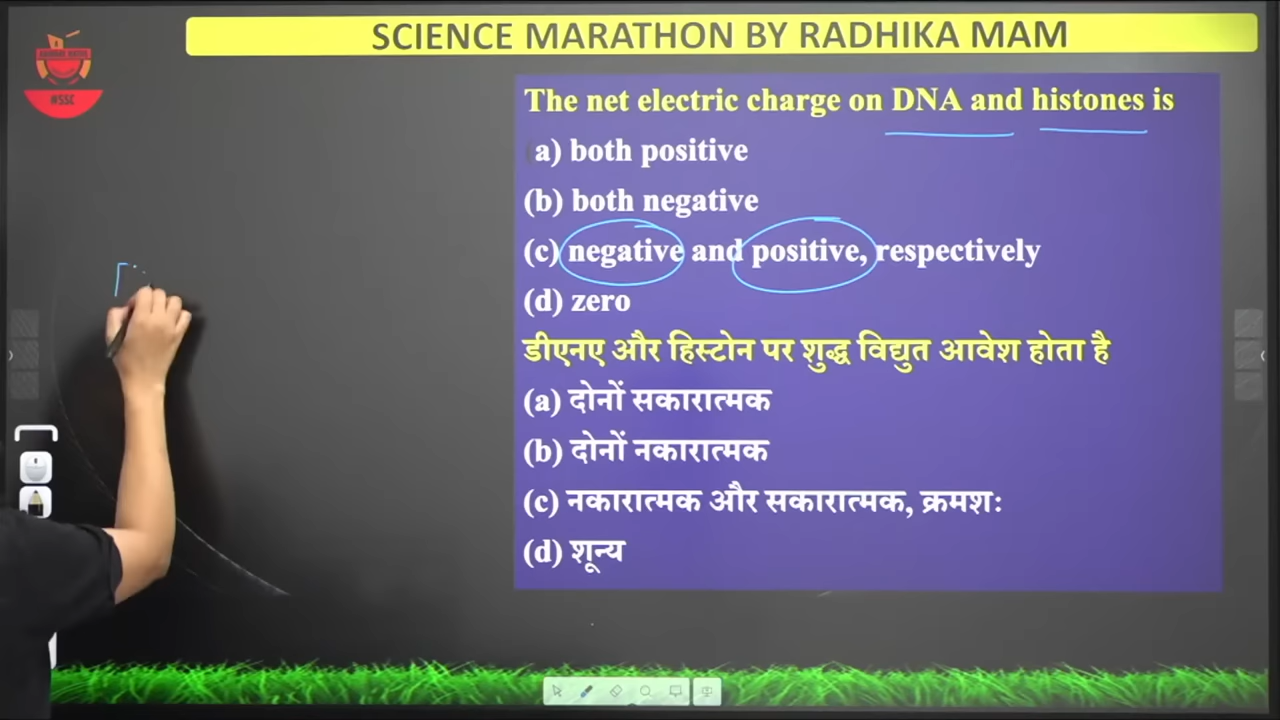 SCIENCE MARATHON BY RADHIKA MAM
#SSC
The net electric charge on DNA and histones is
a) both positive
(b) both negative
(c) negative and positive, respectively
(d) zero
डीएनए और हिस्टोन पर शुद्ध विद्युत आवेश होता है
(a) दोनों सकारात्मक
(b) दोनों नकारात्मक
(c) नकारात्मक और सकारात्मक, क्रमशः
(d) शून्य